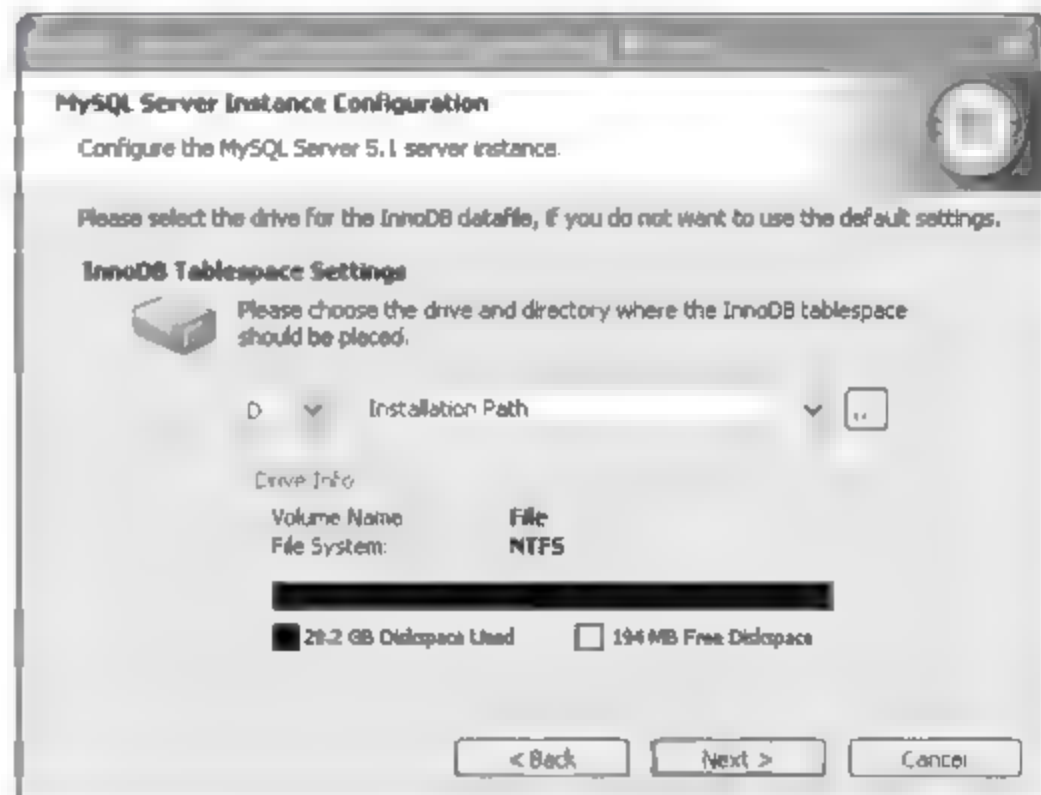 MySQL Server Instance Configuration
Configure the MySQL Server 5.1 server instance.
Please select the drive for the InnoDB datafile, if you do not want to use the default settings.
InnoDB Tablespace Settings
Please choose the drive and directory where the InnoDB tablespace
should be placed.
D Installation Path ..
Drive Info
Volume Name File
File System: NTFS
GB Diskspace Used 194 MB Free Diskspace
< Back Next > Cancel